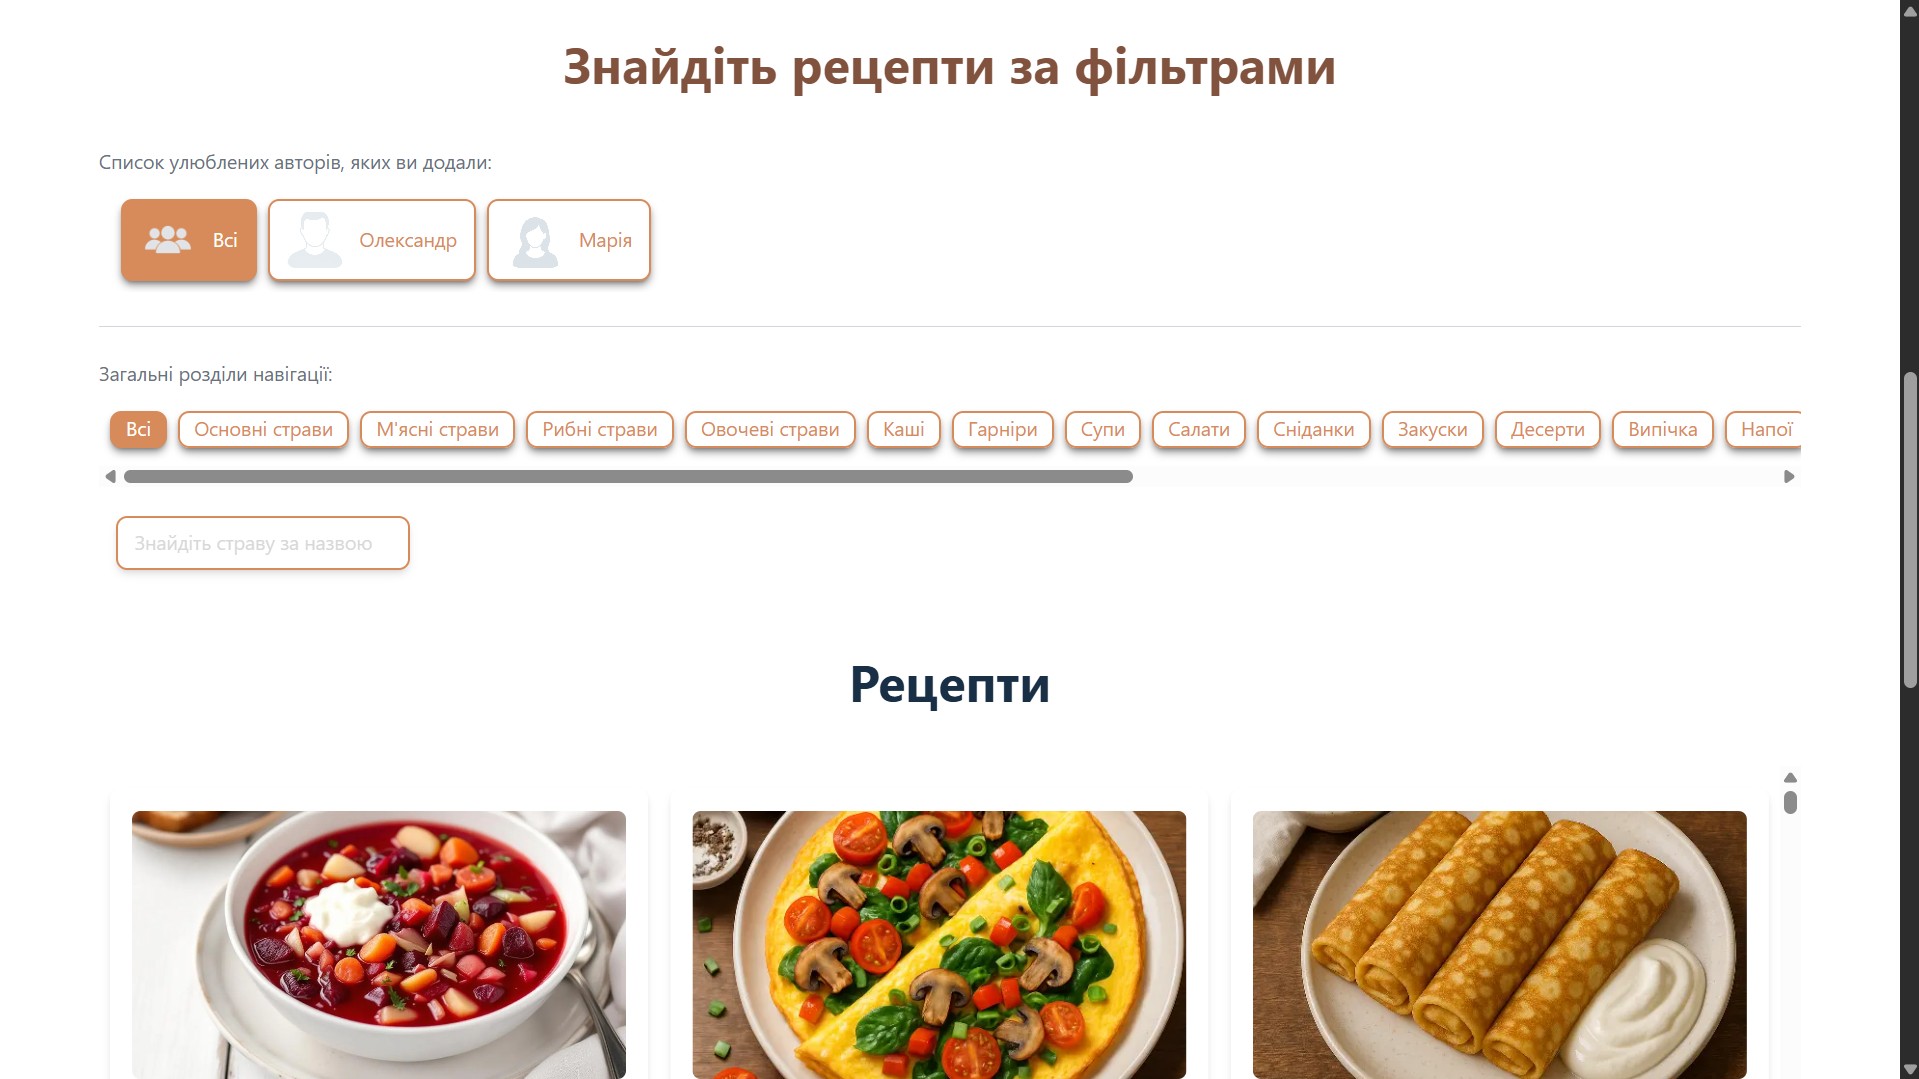 Знайдіть рецепти за фільтрами
Список улюблених авторів, яких ви додали:
Всі Олександр Марія
Загальні розділи навігації:
Всі Основні страви М'ясні страви Рибні страви Овочеві страви Каші Гарніри Супи Салати Сніданки Закуски Десерти Випічка Напої
Знайдіть страву за назвою
Рецепти